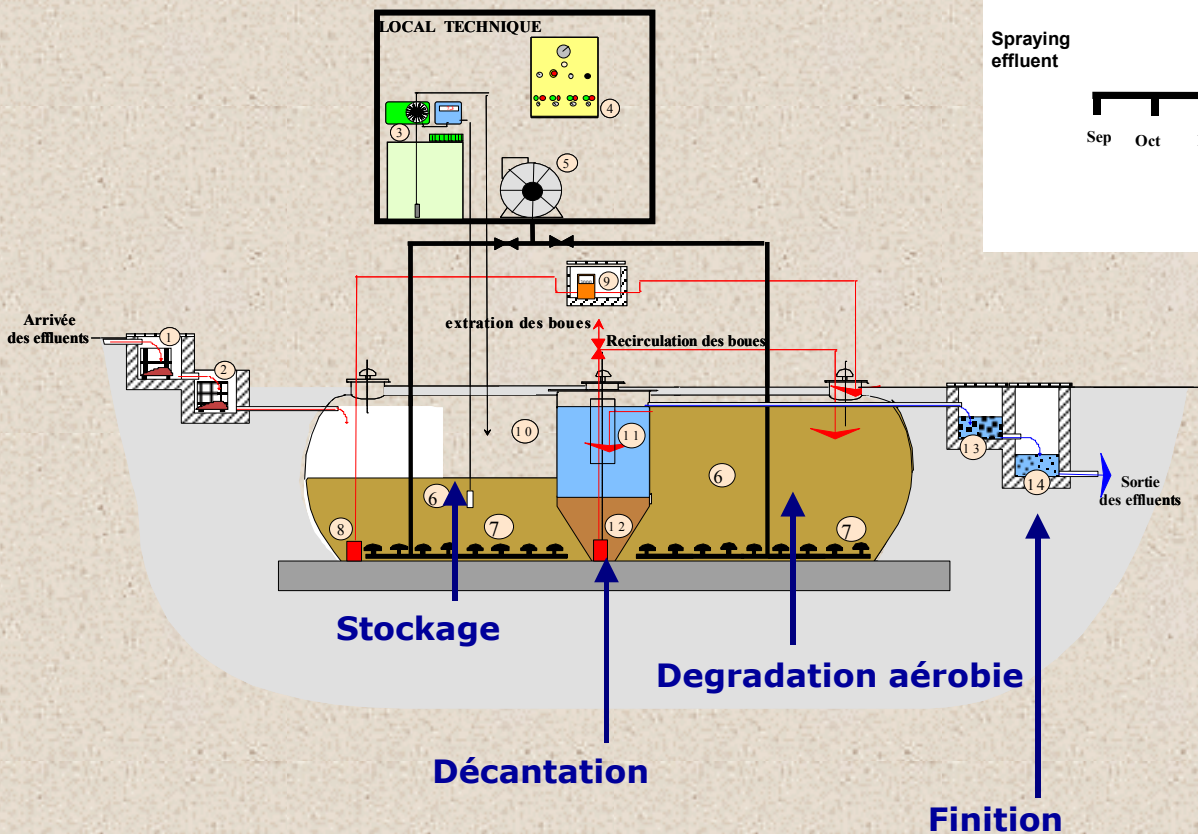 LOCAL TECHNIQUE
Spraying
effluent
Sep Oct
3
4
5
9
Arrivée
des effluents
1
2
extration des boues
Recirculation des boues
10
11
6
6
13
14
Sortie
des effluents
8
7
12
7
Stockage
Degradation aérobie
Décantation
Finition